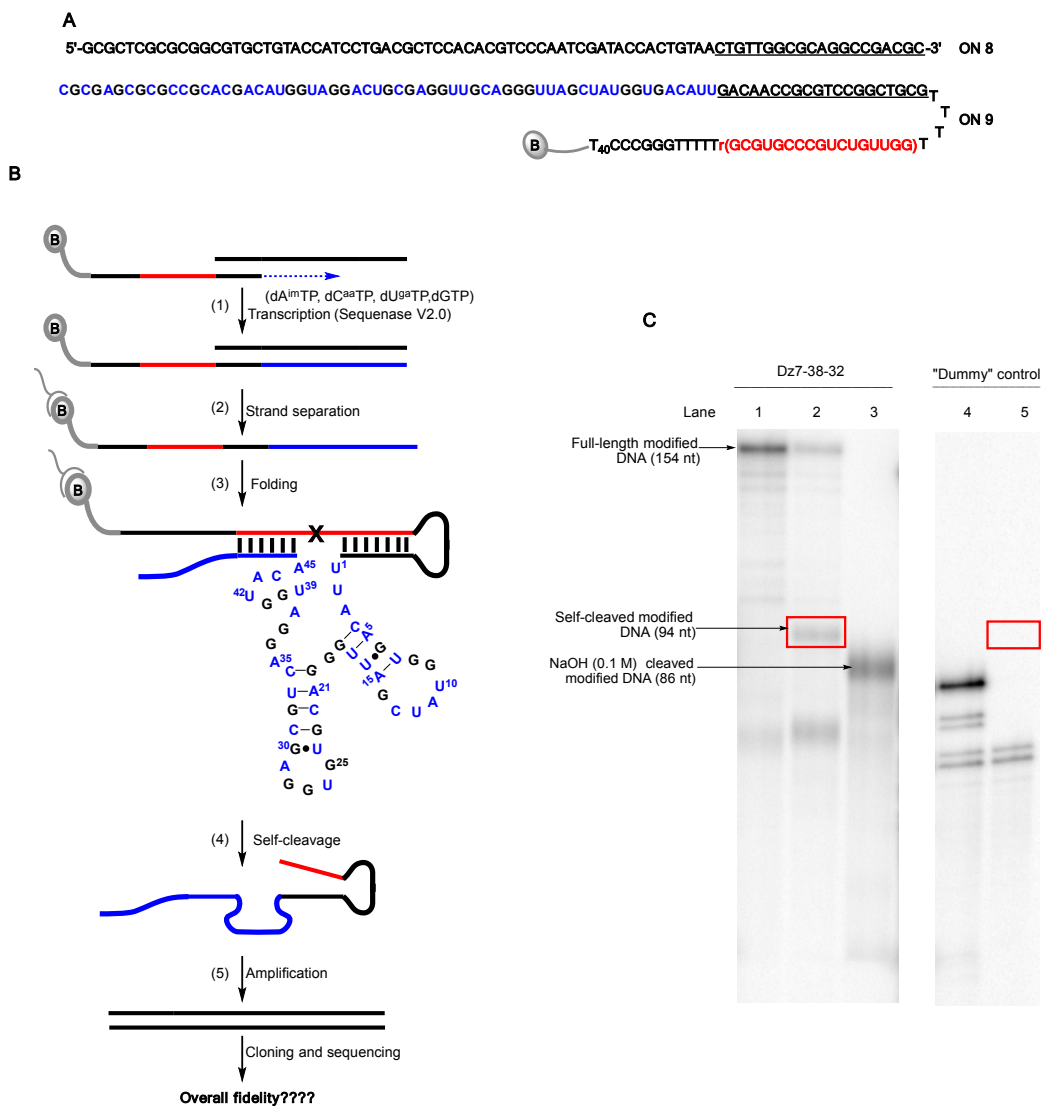 A
5'-GCGCTCGCGCGGCGTGCTGTACCATCCTGACGCTCCACACGTCCCAATCGATACCACTGTAACTGTTGGCGCAGGCCGACGC-3' ON 8
CGCGAGCGCGCCGCACGACAUGGUAGGACUGCGAGGUUGCAGGGUUAGCUAUGGUGACAUUGACAACCGCGTCCGGCTGCG
T
T
T
T
ON 9
B
T40CCCGGGTTTTTr(GCGUGCCCGUCUGUUGG)
B
B
(1)
(dAimTP, dCaaTP, dUgaTP,dGTP)
Transcription (Sequenase V2.0)
B
(2)
Strand separation
B
(3)
Folding
B
X
A C A45 U1
42U G G U39 U
A A
G C A5
G G G U
A35 G U • U G G
C G 15A U10
U A21 G A
G C C U
C G
30G • U
A G25
G G U
(4)
Self-cleavage
(5)
Amplification
Cloning and sequencing
Overall fidelity????
C
Dz7-38-32
"Dummy" control
Lane 1 2 3 4 5
Full-length modified
DNA (154 nt)
Self-cleaved modified
DNA (94 nt)
NaOH (0.1 M) cleaved
modified DNA (86 nt)